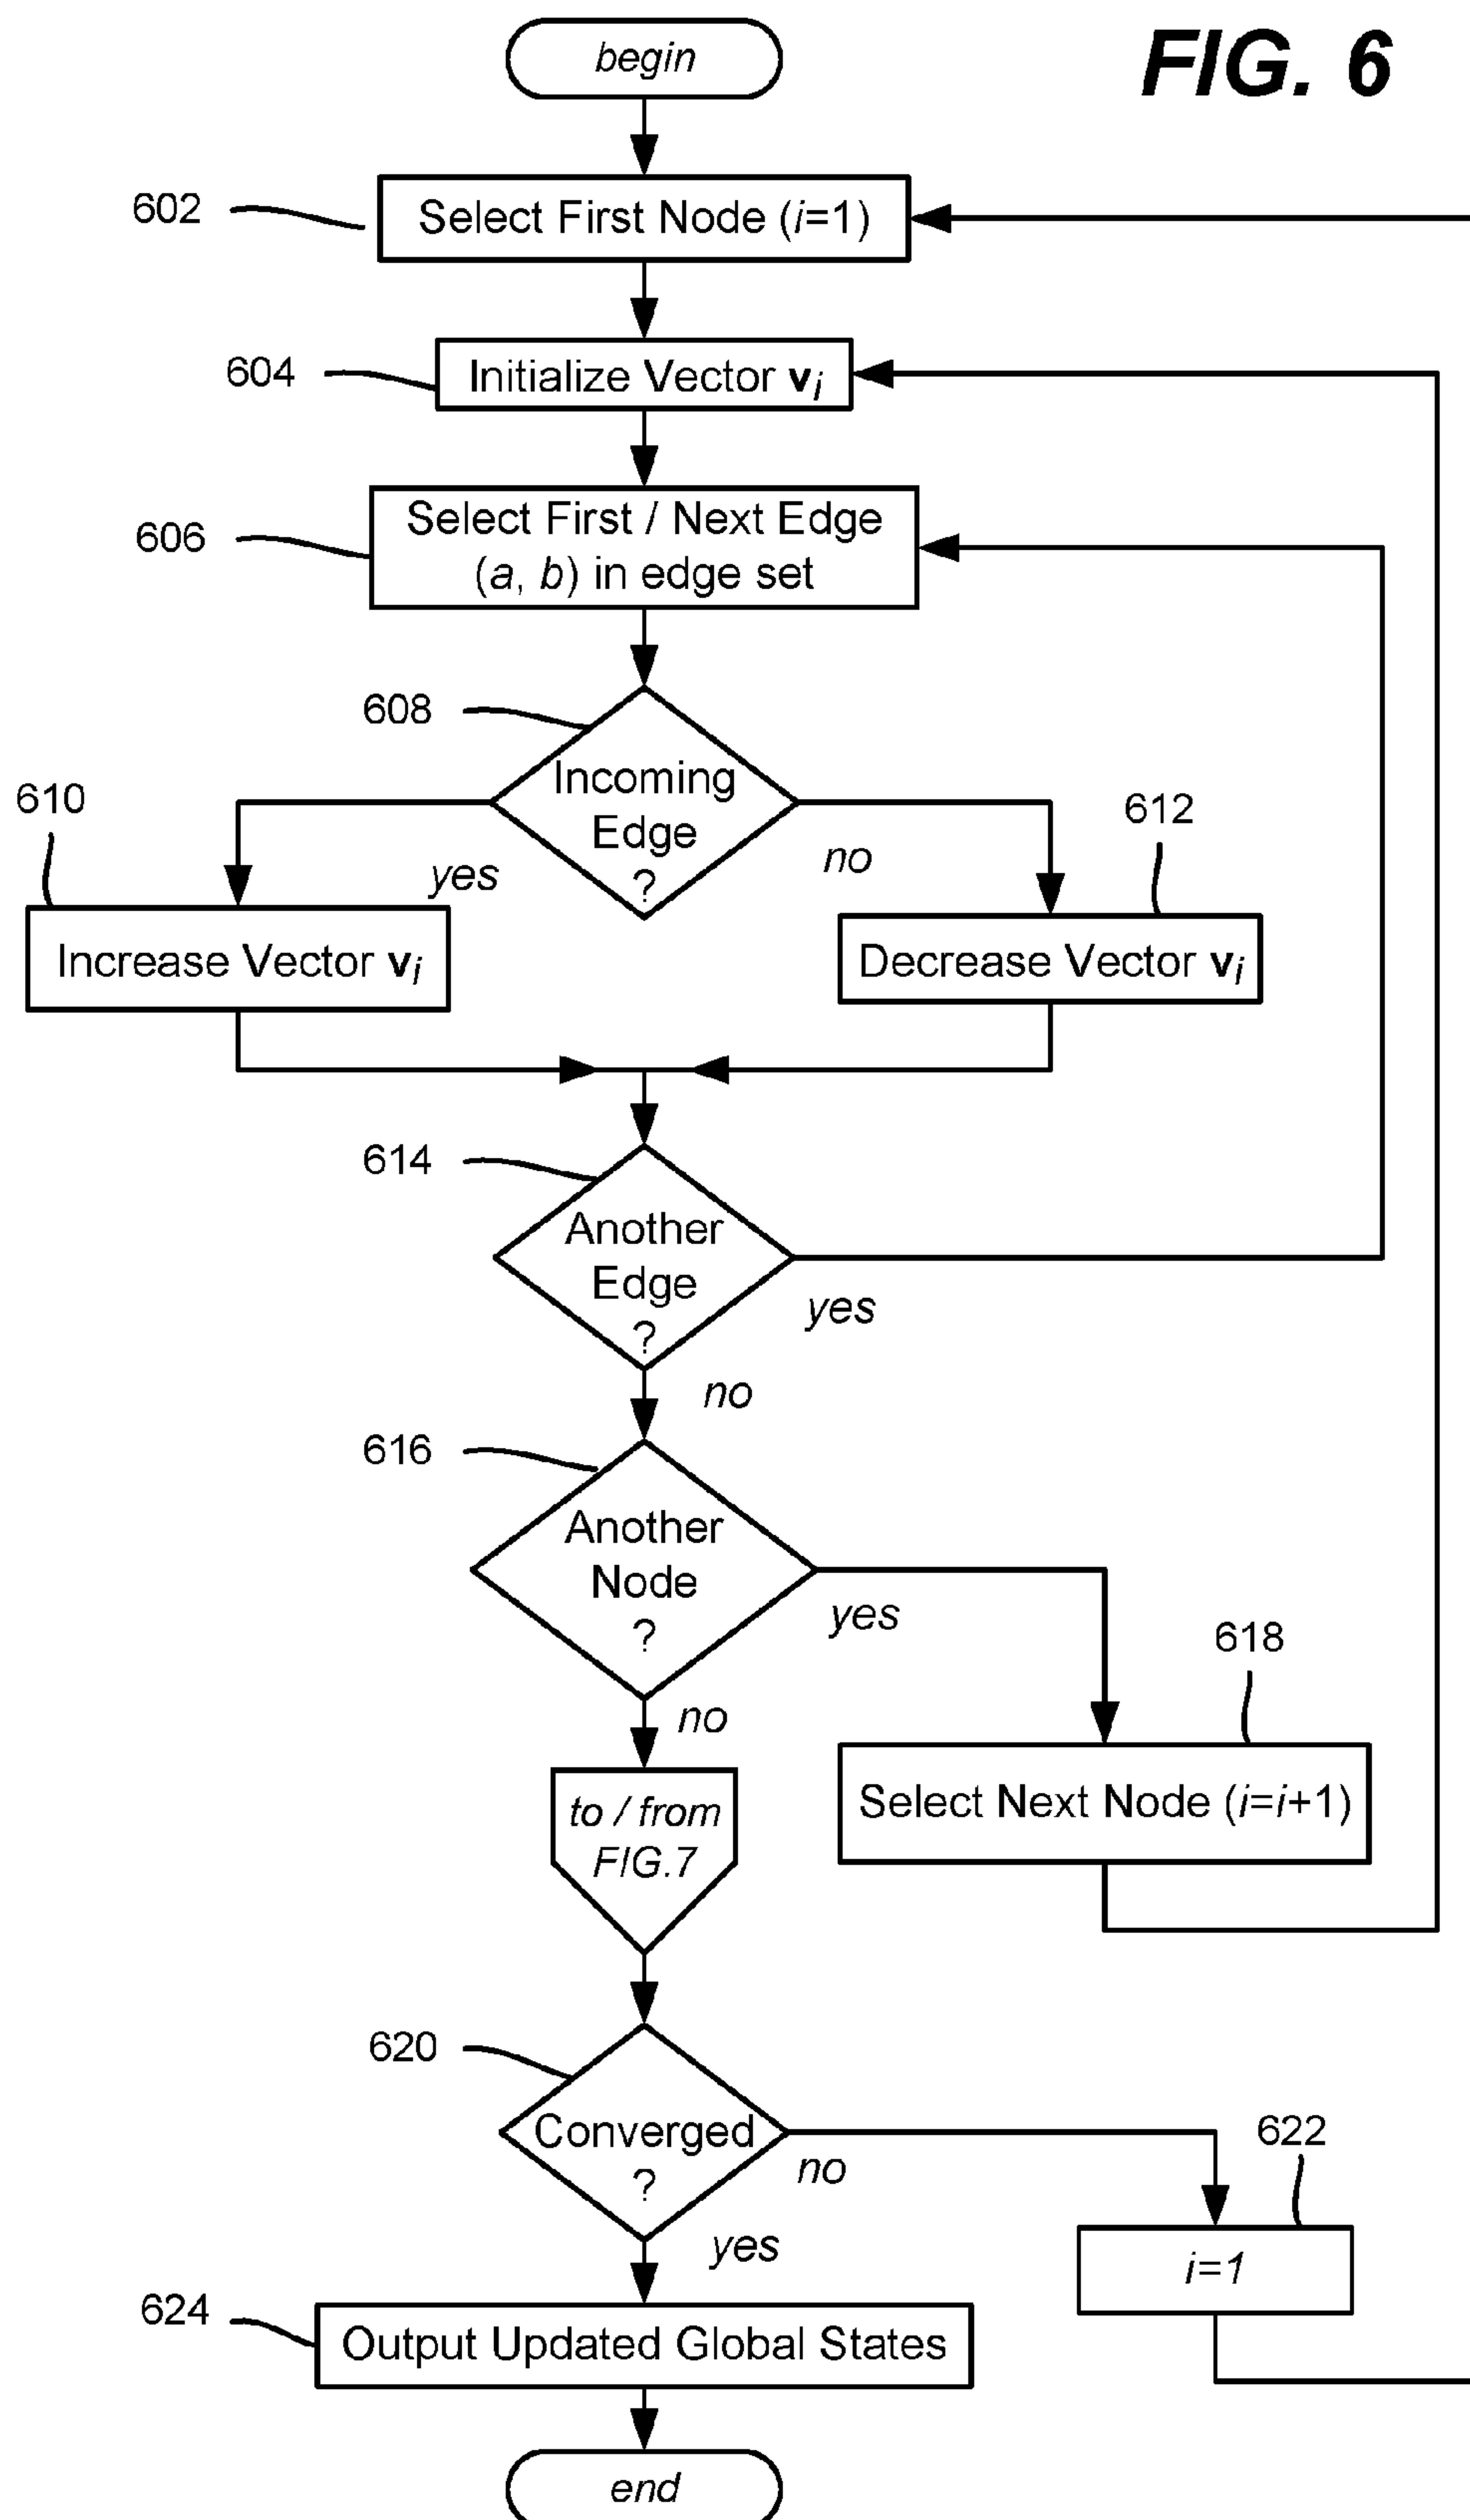 begin
FIG. 6
602
Select First Node (i=1)
604
Initialize Vector vi
606
Select First / Next Edge
(a, b) in edge set
608
Incoming
Edge
?
610
yes
no
612
Increase Vector vi
Decrease Vector vi
614
Another
Edge
?
yes
no
616
Another
Node
?
yes
no
618
Select Next Node (i=i+1)
to / from
FIG.7
620
Converged
?
no
yes
622
i=1
624
Output Updated Global States
end